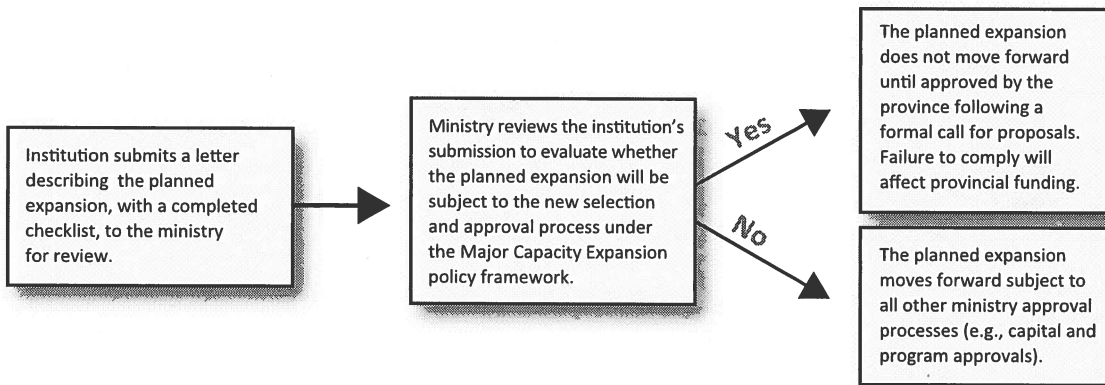 Institution submits a letter
describing the planned
expansion, with a completed
checklist, to the ministry
for review.
Ministry reviews the institution's
submission to evaluate whether
the planned expansion will be
subject to the new selection
and approval process under
the Major Capacity Expansion
policy framework.
Yes
The planned expansion
does not move forward
until approved by the
province following a
formal call for proposals.
Failure to comply will
affect provincial funding.
No
The planned expansion
moves forward subject to
all other ministry approval
processes (e.g., capital and
program approvals).